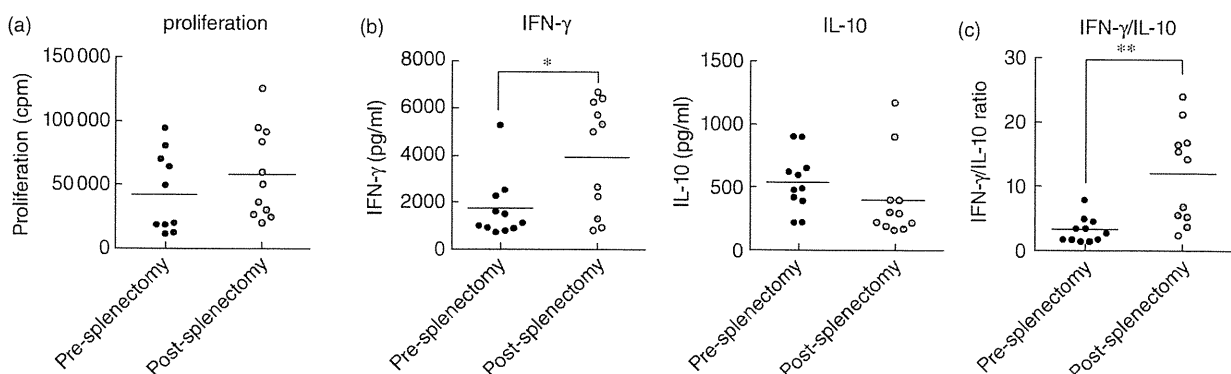 (a)
proliferation
150 000
100 000
50 000
0
Proliferation (cpm)
Pre-splenectomy
Post-splenectomy
(b)
IFN-γ
*
8000
6000
4000
2000
0
IFN-γ (pg/ml)
Pre-splenectomy
Post-splenectomy
IL-10
1500
1000
500
0
IL-10 (pg/ml)
Pre-splenectomy
Post-splenectomy
(c)
IFN-γ/IL-10
**
30
20
10
0
IFN-γ/IL-10 ratio
Pre-splenectomy
Post-splenectomy